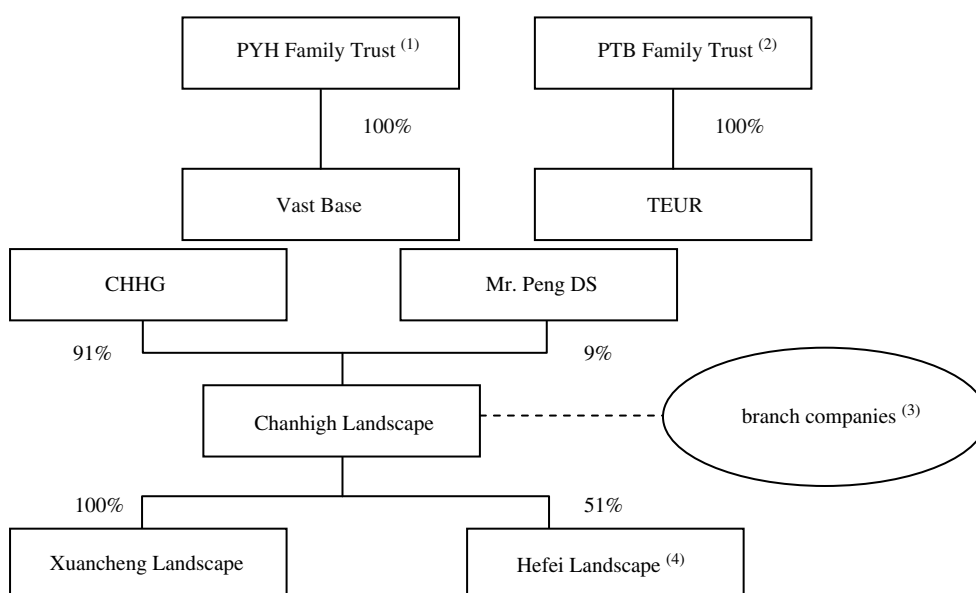 PYH Family Trust (1)
PTB Family Trust (2)
100%
100%
Vast Base
TEUR
CHHG
Mr. Peng DS
91%
9%
Chanhigh Landscape
branch companies (3)
100%
51%
Xuancheng Landscape
Hefei Landscape (4)